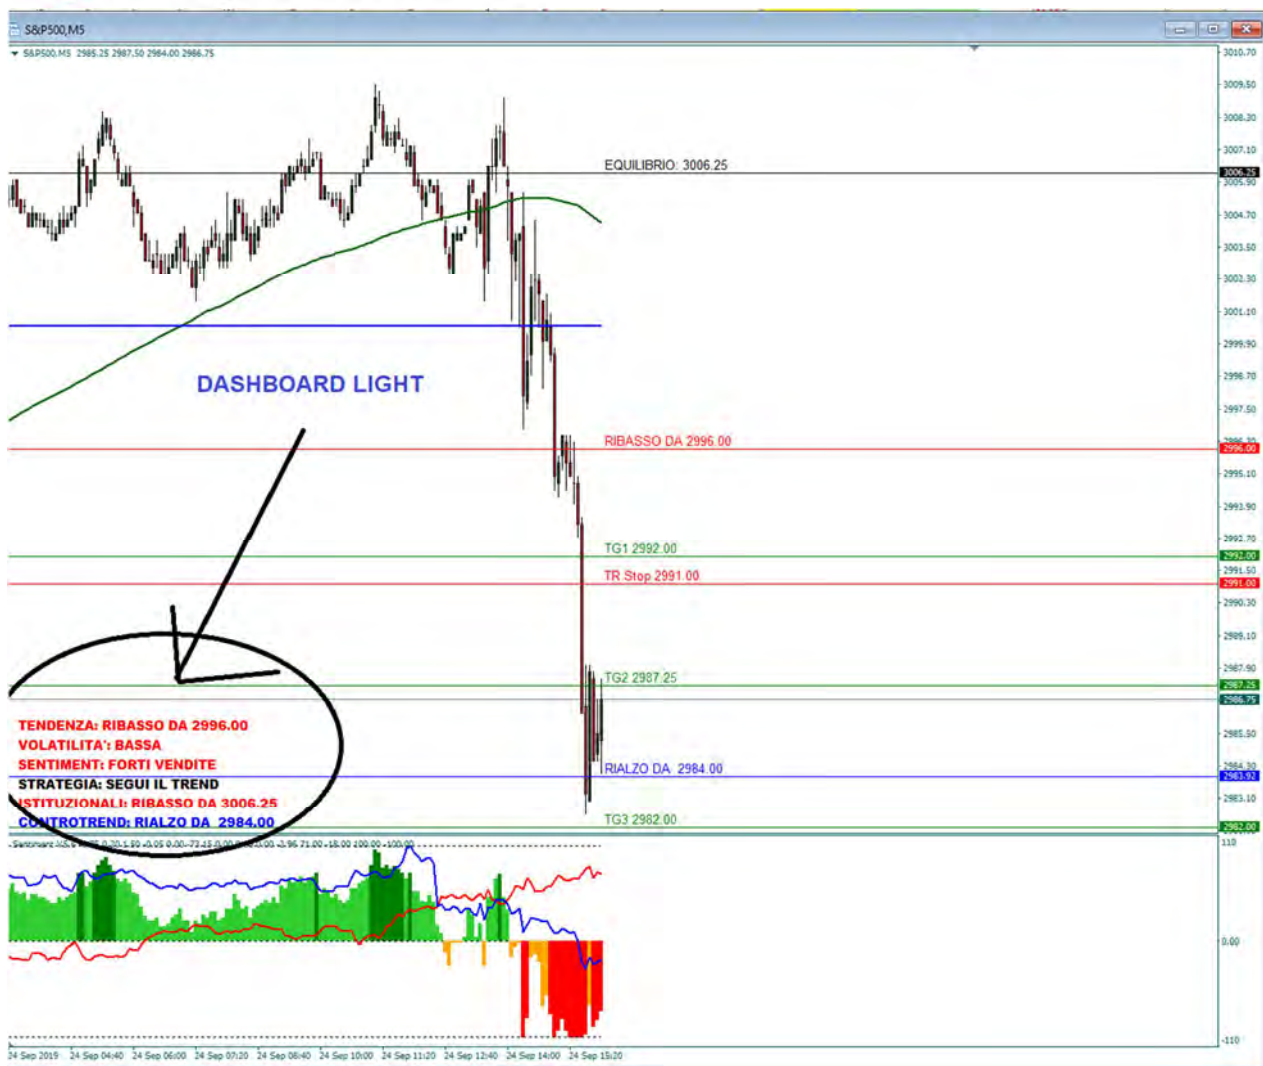 S&P500,M5
S&P500,M5 2985.25 2987.50 2984.00 2986.75
3010.70
3009.50
3008.30
3007.10
EQUILIBRIO: 3006.25
3006.25
3005.90
3004.70
3003.50
3002.30
3001.10
2999.90
DASHBOARD LIGHT
2998.70
2997.50
RIBASSO DA 2996.00
2996.00
2995.10
2993.90
2992.70
TG1 2992.00
2992.00
2991.50
TR Stop 2991.00
2991.00
2990.30
2989.10
2987.90
TG2 2987.25
2987.25
2986.75
TENDENZA: RIBASSO DA 2996.00
2985.50
VOLATILITA': BASSA
SENTIMENT: FORTI VENDITE
2984.30
RIALZO DA 2984.00
2983.92
STRATEGIA: SEGUI IL TREND
ISTITUZIONALI: RIBASSO DA 3006.25
2983.10
CONTROTREND: RIALZO DA 2984.00
TG3 2982.00
2982.00
110
0.00
-110
24 Sep 2019 24 Sep 04:40 24 Sep 06:00 24 Sep 07:20 24 Sep 08:40 24 Sep 10:00 24 Sep 11:20 24 Sep 12:40 24 Sep 14:00 24 Sep 15:20